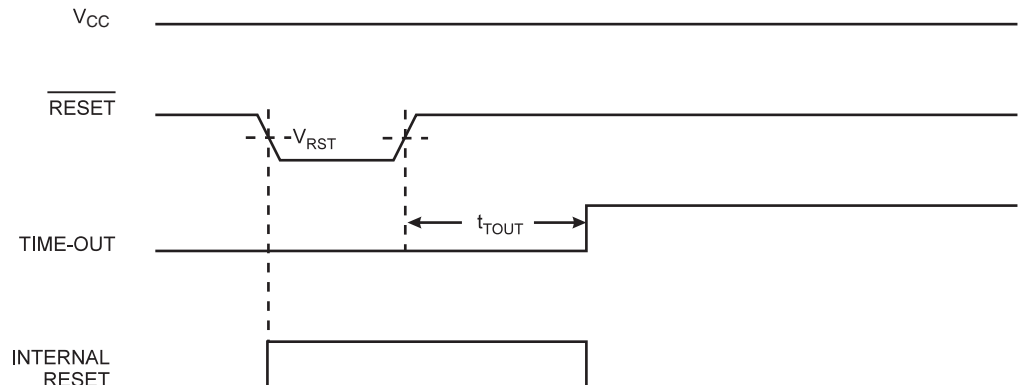 VCC
RESET
VRST
tTOUT
TIME-OUT
INTERNAL
RESET